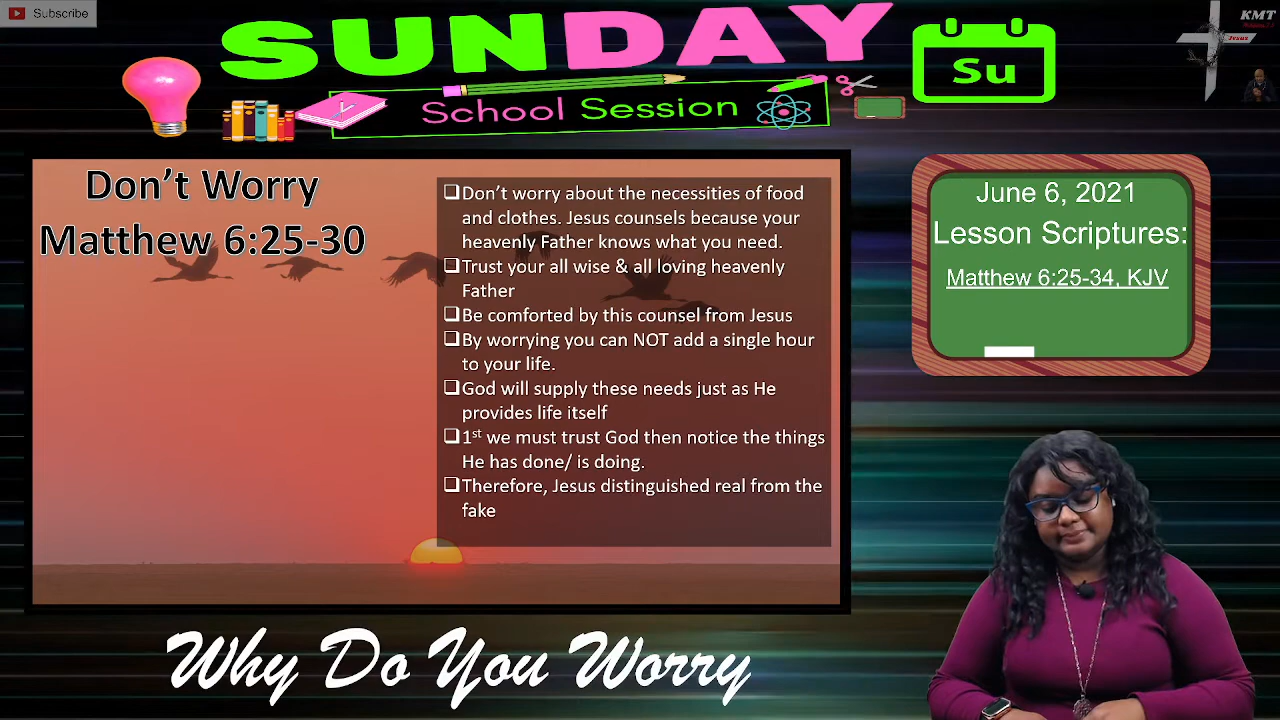 Subscribe
SUNDAY
School Session
Su
KMT
Jesus
Don't Worry
Matthew 6:25-30
❑Don't worry about the necessities of food
and clothes. Jesus counsels because your
heavenly Father knows what you need.
❑Trust your all wise & all loving heavenly
Father
❑Be comforted by this counsel from Jesus
❑By worrying you can NOT add a single hour
to your life.
❑God will supply these needs just as He
provides life itself
❑1st we must trust God then notice the things
He has done/ is doing.
❑Therefore, Jesus distinguished real from the
fake
June 6, 2021
Lesson Scriptures:
Matthew 6:25-34, KJV
Why Do You Worry